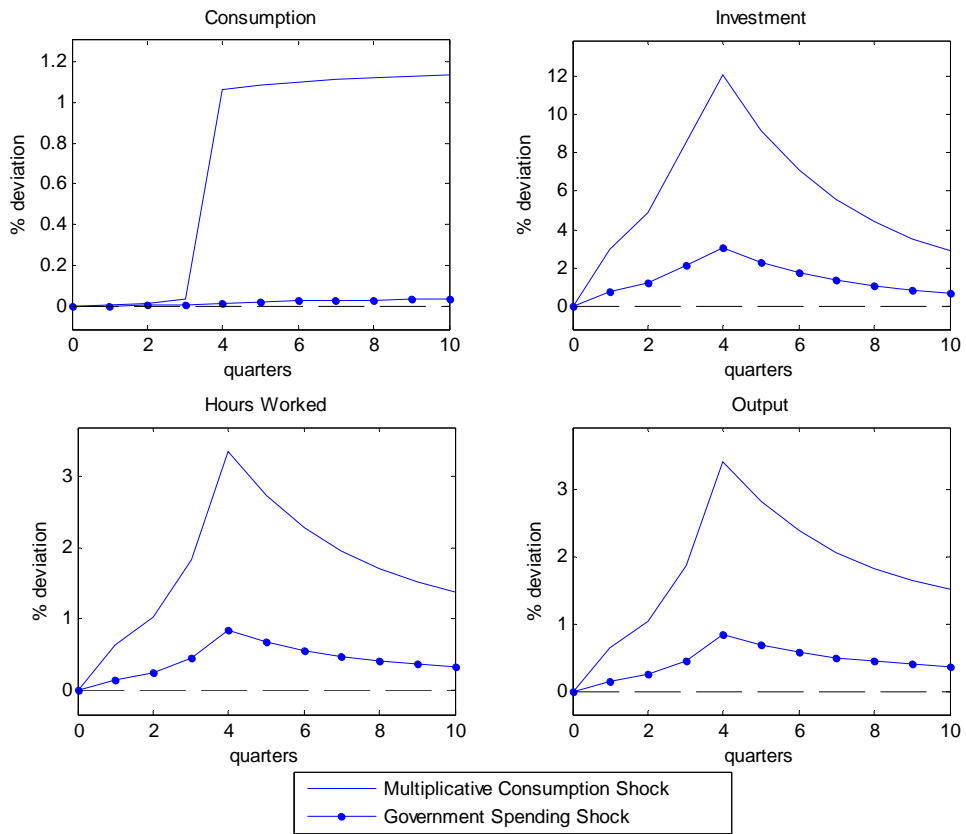 Consumption
% deviation
1.2
1
0.8
0.6
0.4
0.2
0
0 2 4 6 8 10
quarters
Investment
% deviation
12
10
8
6
4
2
0
0 2 4 6 8 10
quarters
Hours Worked
% deviation
3
2
1
0
0 2 4 6 8 10
quarters
Output
% deviation
3
2
1
0
0 2 4 6 8 10
quarters
Multiplicative Consumption Shock
Government Spending Shock